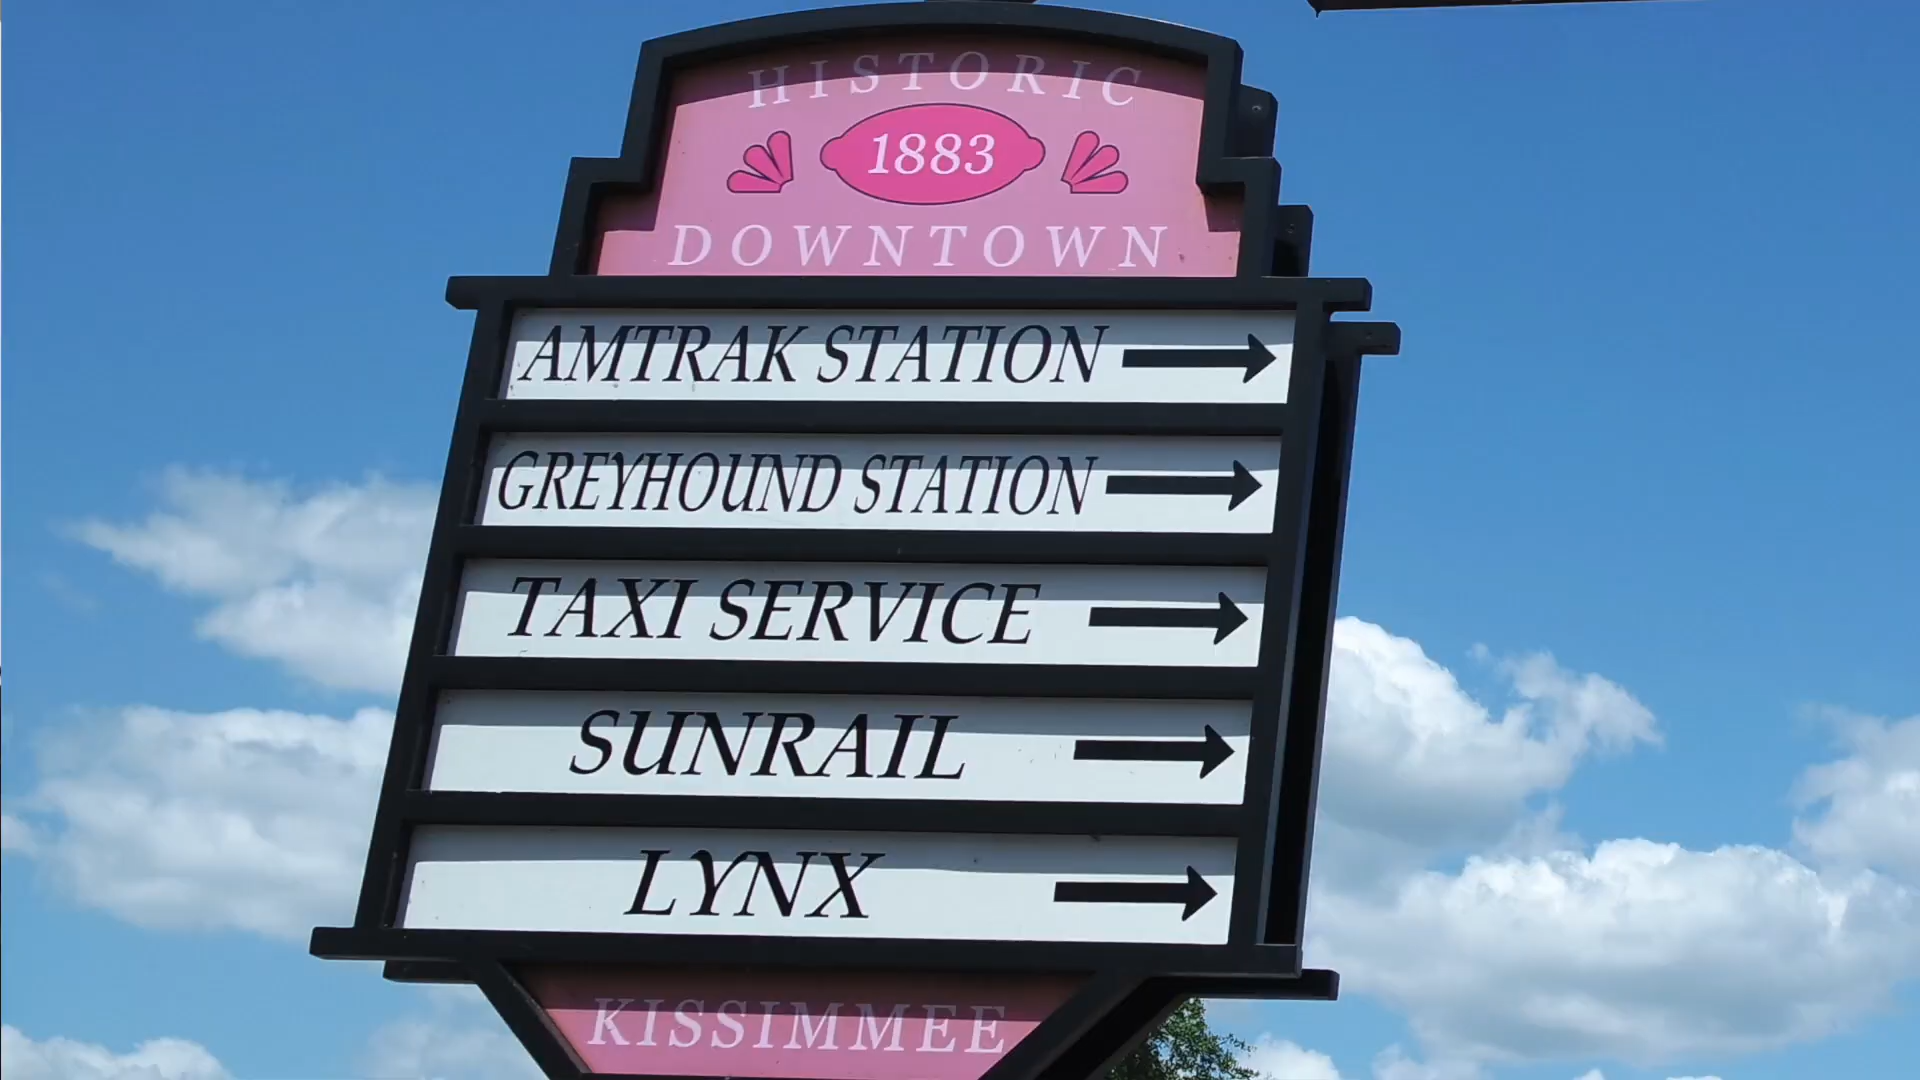 HISTORIC
1883
DOWNTOWN
AMTRAK STATION
GREYHOUND STATION
TAXI SERVICE
SUNRAIL
LYNX
KISSIMMEE